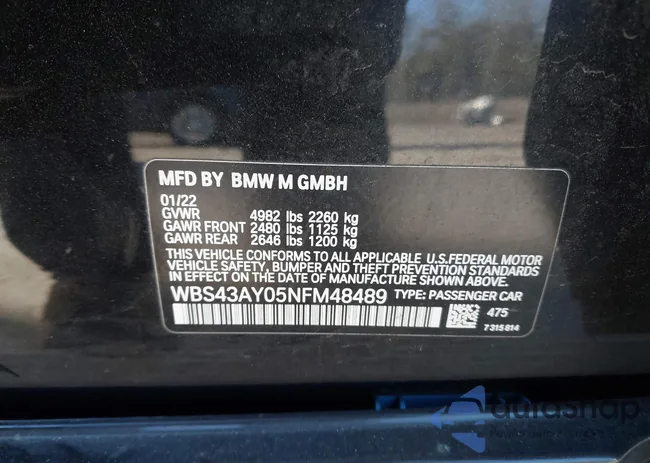 MFD BY BMW M GMBH
01/22
GVWR 4982 lbs 2260 kg
GAWR FRONT 2480 lbs 1125 kg
GAWR REAR 2646 lbs 1200 kg
THIS VEHICLE CONFORMS TO ALL APPLICABLE U.S.FEDERAL MOTOR
VEHICLE SAFETY, BUMPER AND THEFT PREVENTION STANDARDS
IN EFFECT ON THE DATE OF MANUFACTURE SHOWN ABOVE.
WBS43AY05NFM48489 TYPE: PASSENGER CAR
475
7315814
autosnap